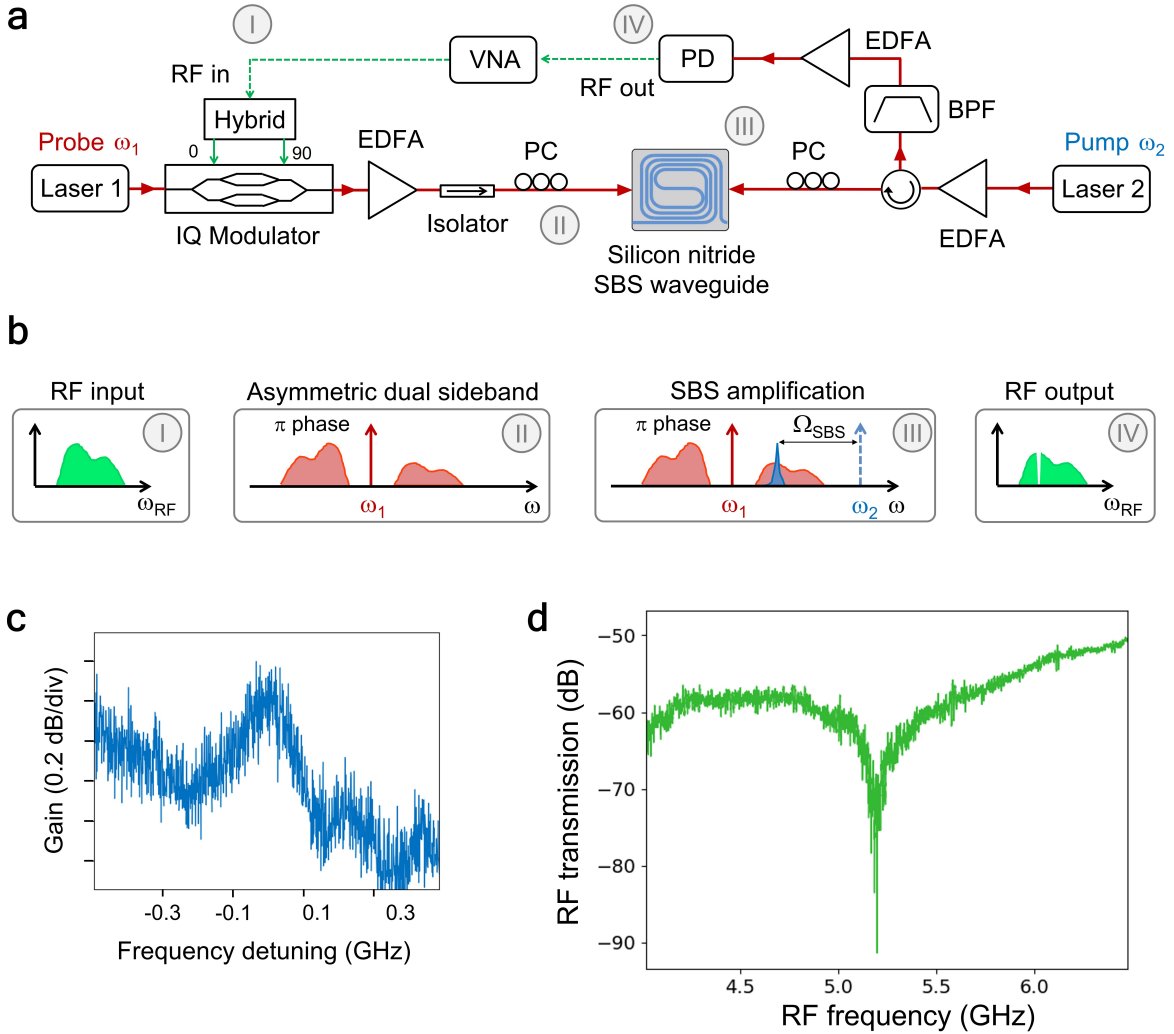 a
I
IV
RF in
VNA
RF out
PD
EDFA
Hybrid
0
90
EDFA
BPF
III
Probe ω1
Laser 1
IQ Modulator
Isolator
PC
II
PC
Silicon nitride
SBS waveguide
Pump ω2
Laser 2
EDFA
b
RF input
I
ωRF
Asymmetric dual sideband
π phase
II
ω1
ω
SBS amplification
π phase
ΩSBS
III
ω1
ω2
ω
RF output
IV
ωRF
c
Gain (0.2 dB/div)
-0.3
-0.1
0.1
0.3
Frequency detuning (GHz)
d
RF transmission (dB)
−50
−60
−70
−80
−90
4.5
5.0
5.5
6.0
RF frequency (GHz)